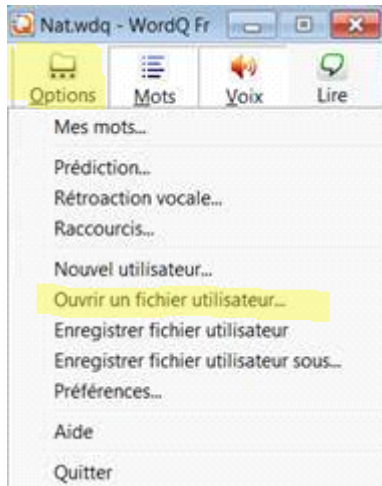 Nat.wdq - WordQ Fr
Options Mots Voix Lire
Mes mots...
Prédiction...
Rétroaction vocale...
Raccourcis...
Nouvel utilisateur...
Ouvrir un fichier utilisateur...
Enregistrer fichier utilisateur
Enregistrer fichier utilisateur sous...
Préférences...
Aide
Quitter